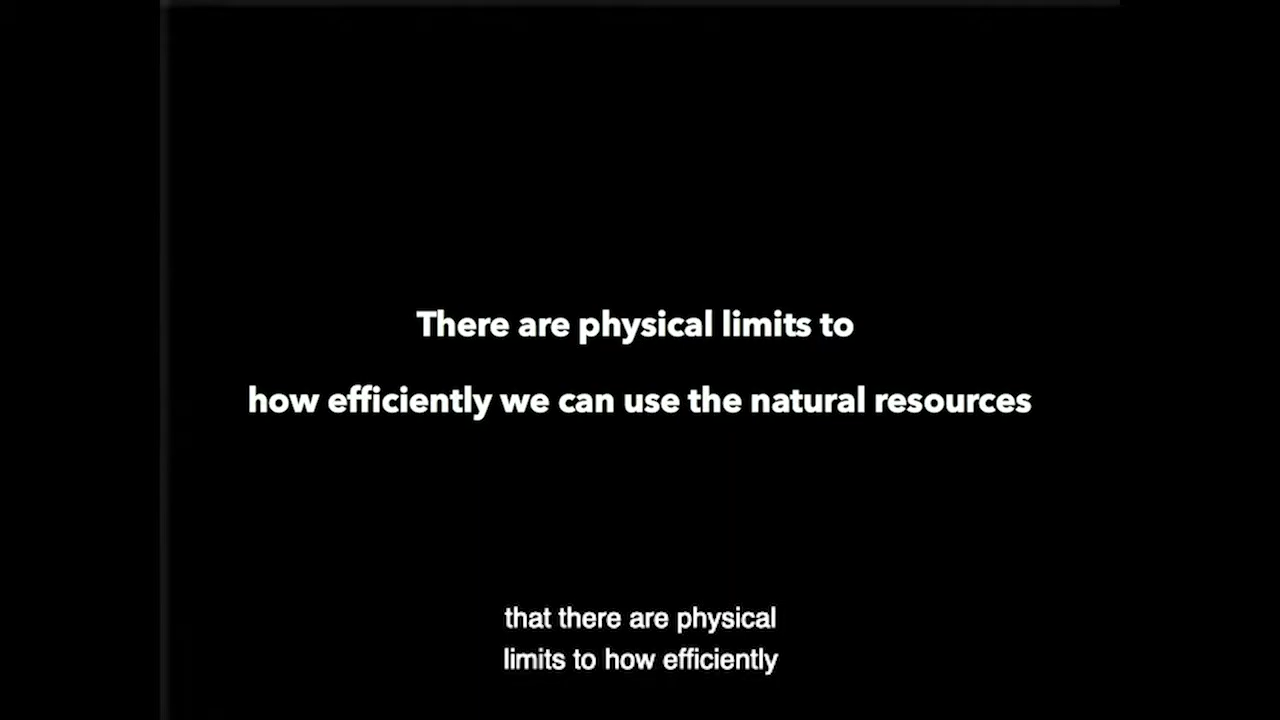 There are physical limits to
how efficiently we can use the natural resources
that there are physical
limits to how efficiently